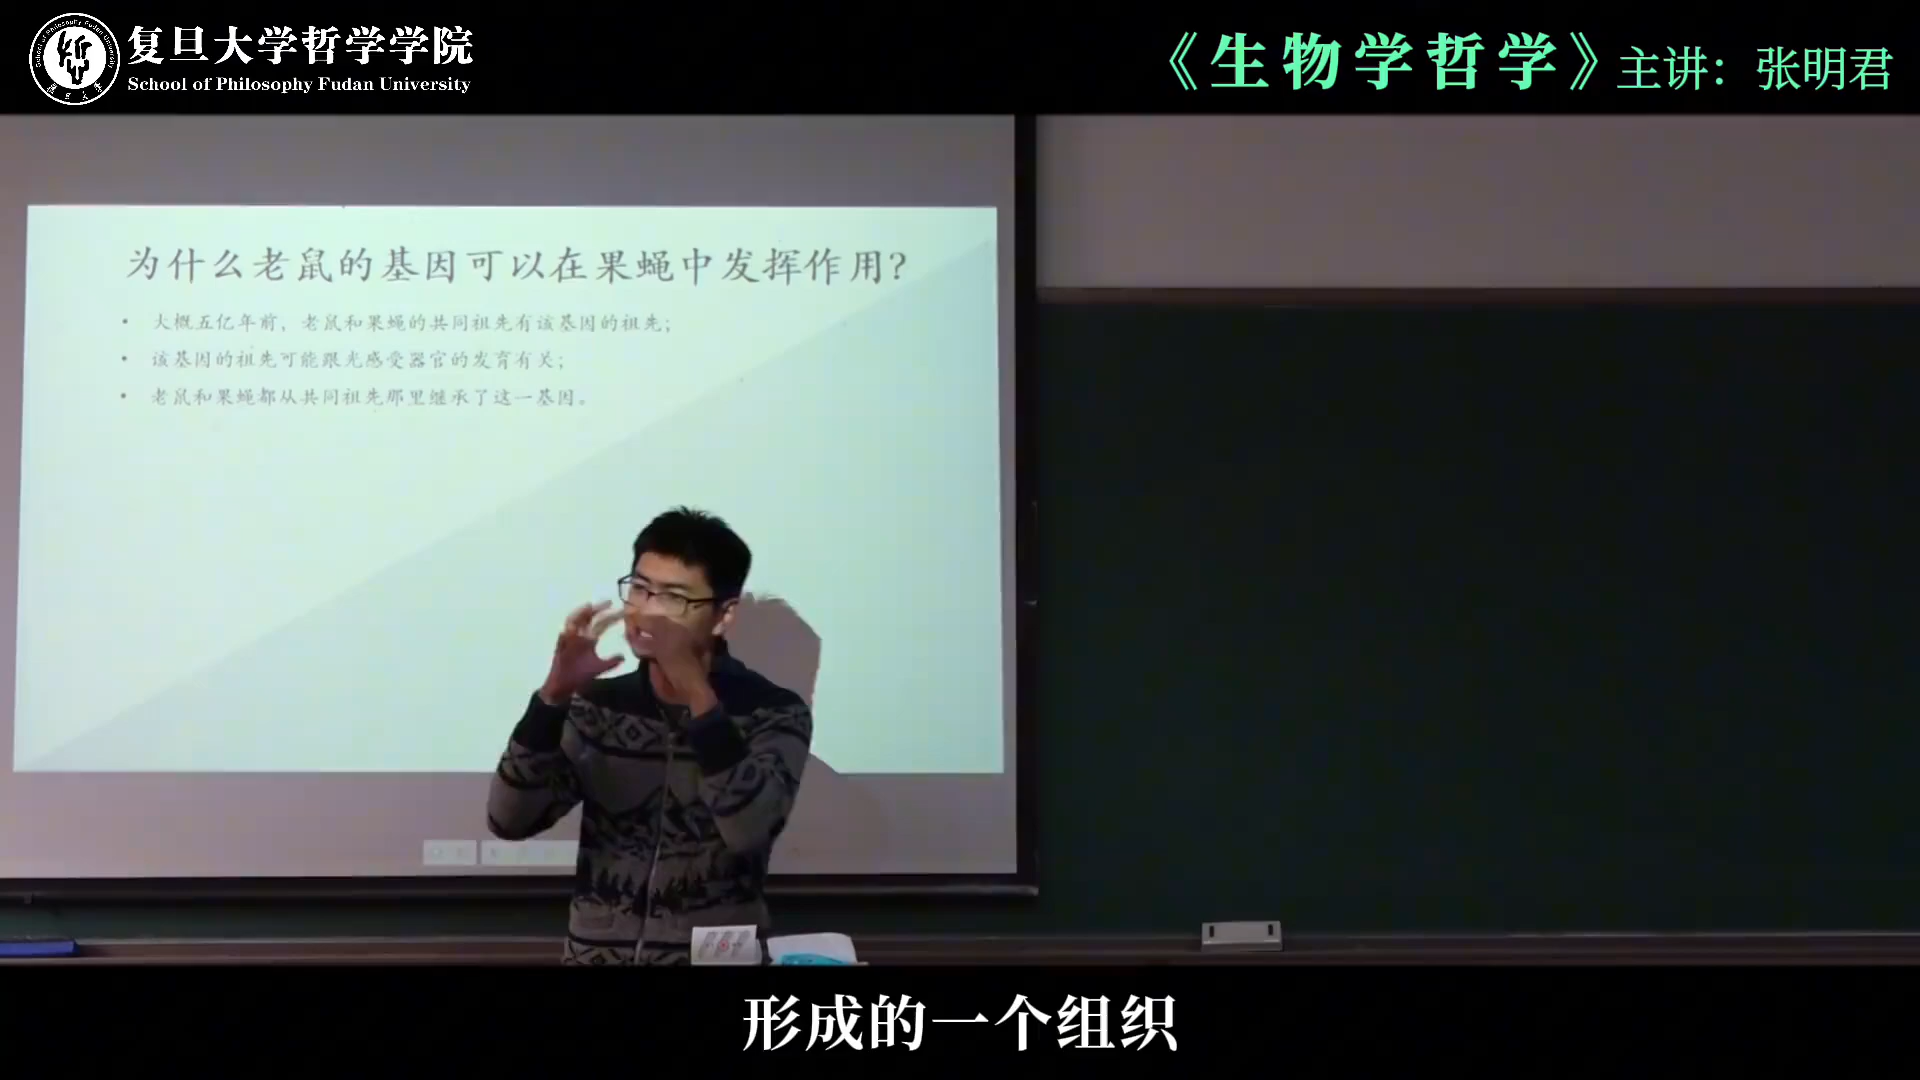 复旦大学哲学学院
School of Philosophy Fudan University
《生物学哲学》主讲：张明君
为什么老鼠的基因可以在果蝇中发挥作用？
• 大概五亿年前，老鼠和果蝇的共同祖先有该基因的祖先；
• 该基因的祖先可能跟光感受器官的发育有关；
• 老鼠和果蝇都从共同祖先那里继承了这一基因。
形成的一个组织